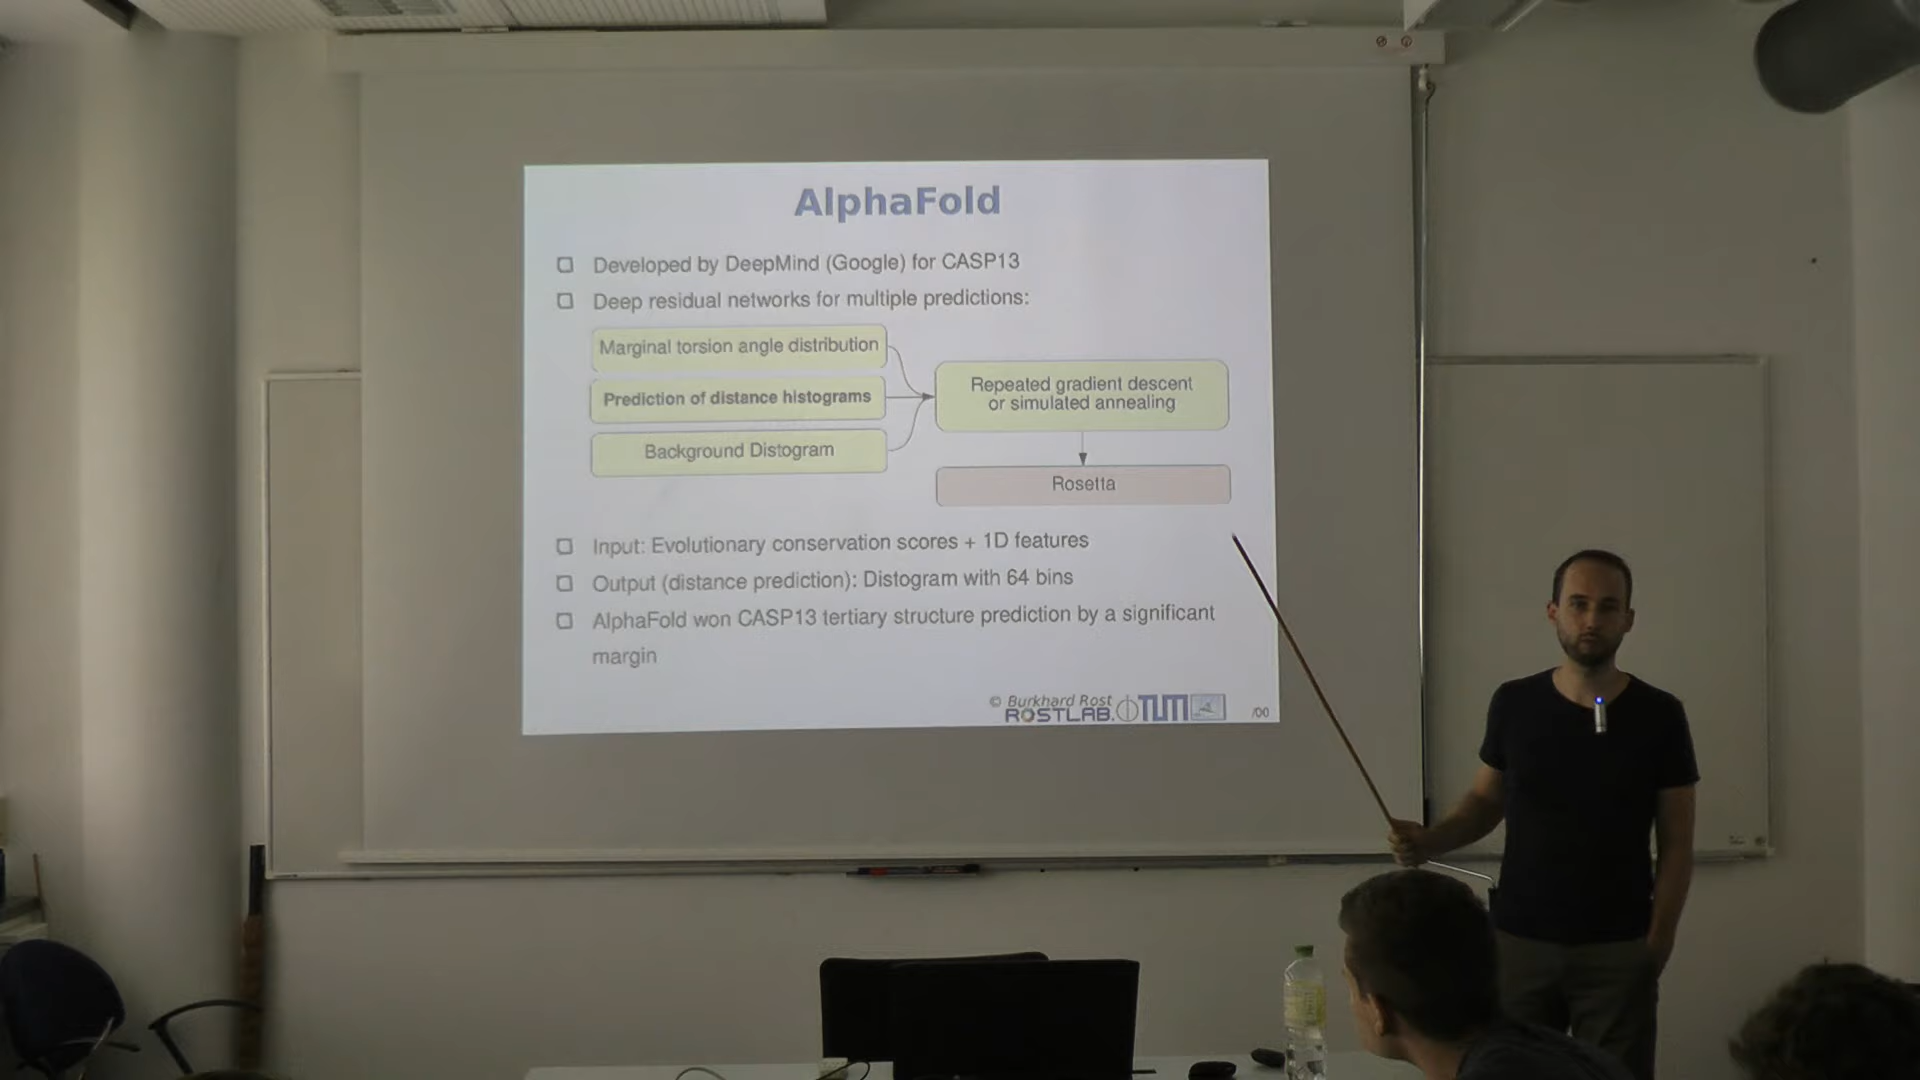 AlphaFold
Developed by DeepMind (Google) for CASP13
Deep residual networks for multiple predictions:
Marginal torsion angle distribution
Prediction of distance histograms
Background Distogram
Repeated gradient descent
or simulated annealing
Rosetta
Input: Evolutionary conservation scores + 1D features
Output (distance prediction): Distogram with 64 bins
AlphaFold won CASP13 tertiary structure prediction by a significant
margin
© Burkhard Rost
ROSTLAB.
TUM
/00